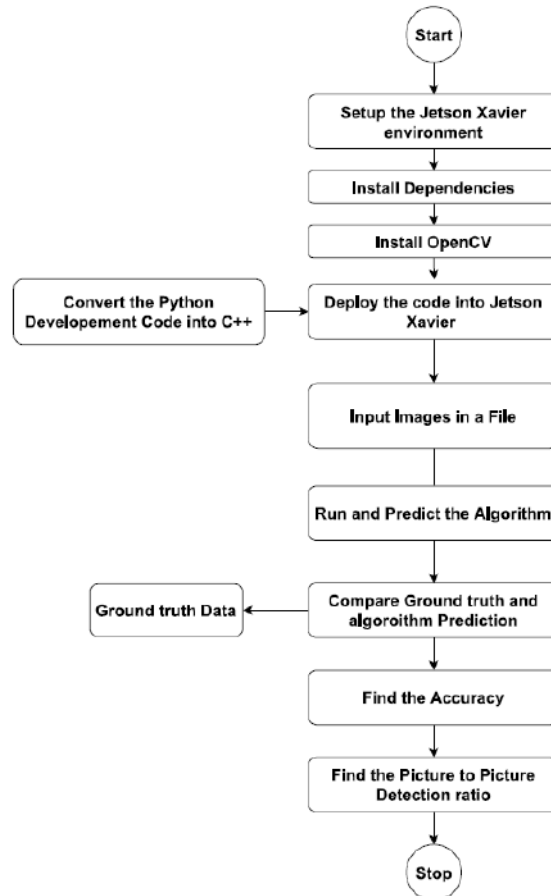 Start
Setup the Jetson Xavier
environment
Install Dependencies
Install OpenCV
Convert the Python
Developement Code into C++
Deploy the code into Jetson
Xavier
Input Images in a File
Run and Predict the Algorithm
Ground truth Data
Compare Ground truth and
algoroithm Prediction
Find the Accuracy
Find the Picture to Picture
Detection ratio
Stop